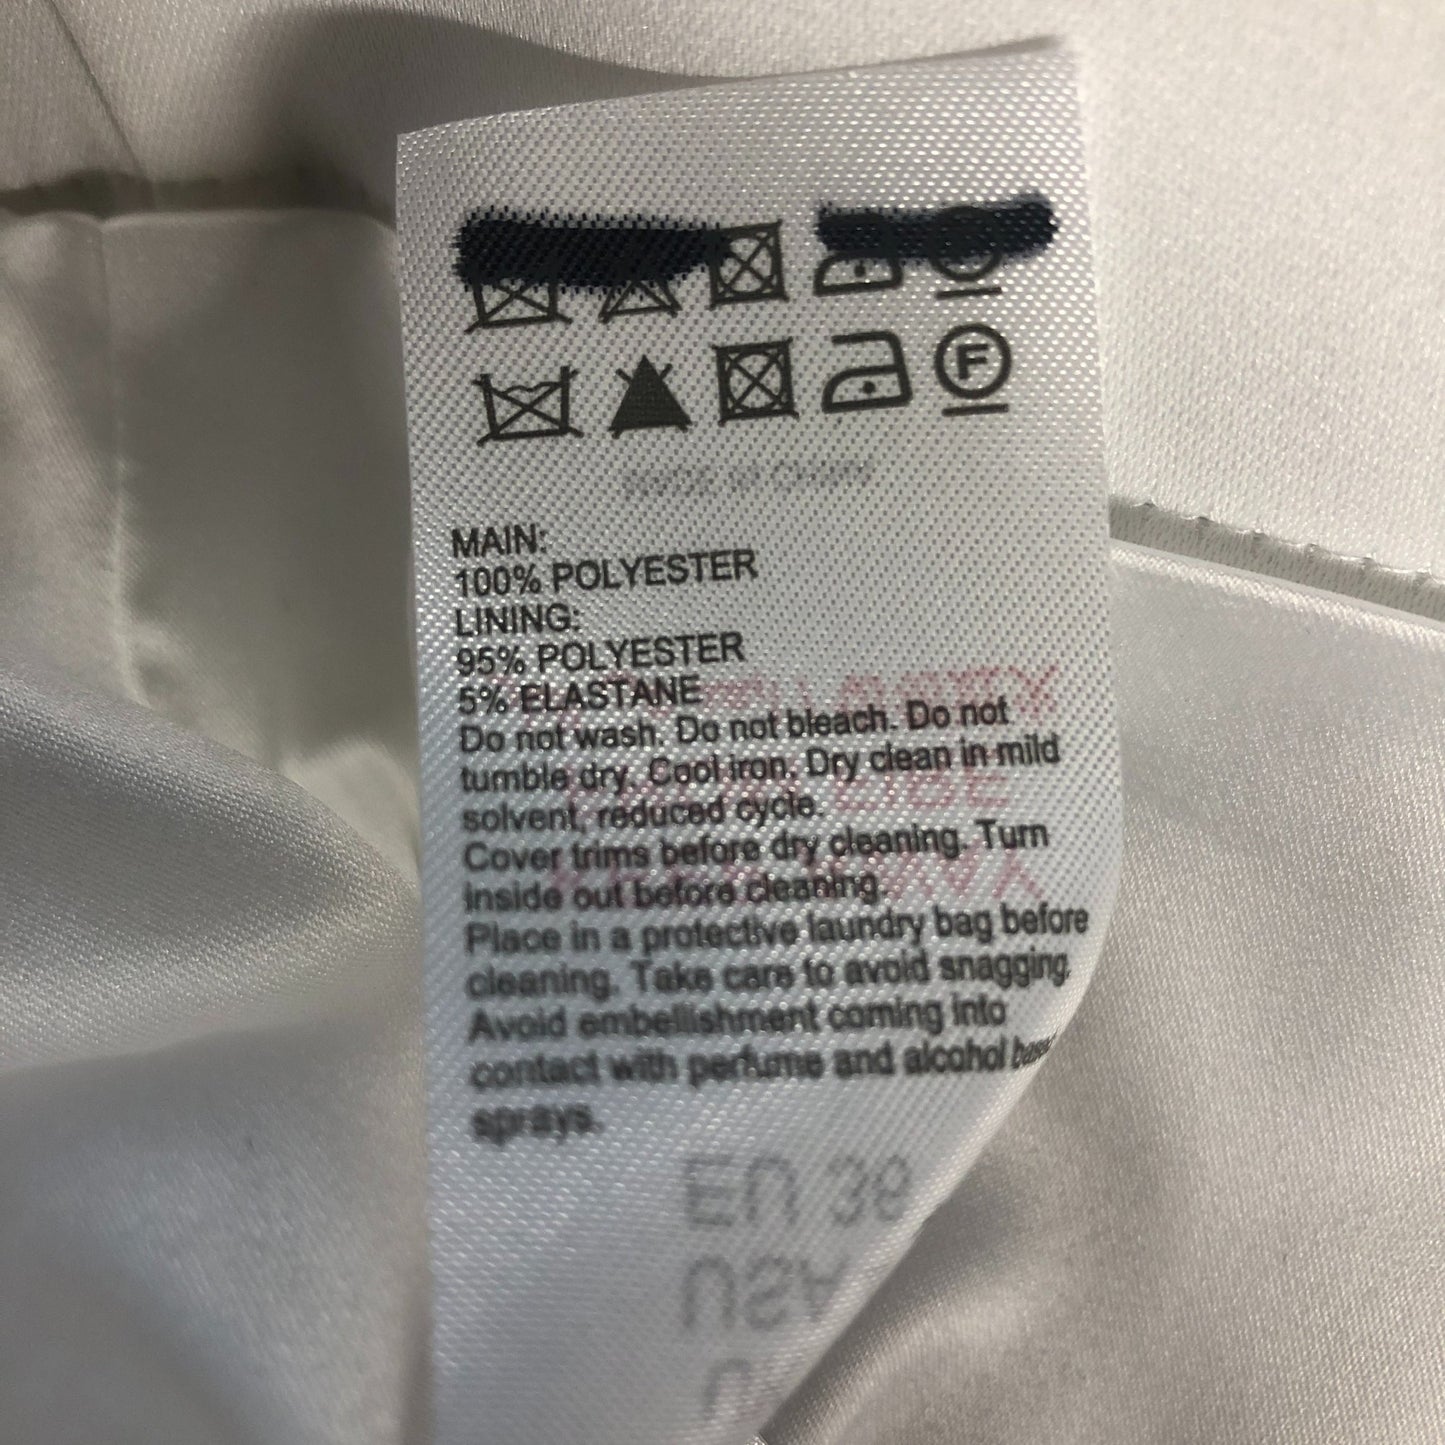 F
MADE IN CHINA
MAIN:
100% POLYESTER
LINING:
95% POLYESTER
5% ELASTANE
Do not wash. Do not bleach. Do not
tumble dry. Cool iron. Dry clean in mild
solvent, reduced cycle.
Cover trims before dry cleaning. Turn
inside out before cleaning.
Place in a protective laundry bag before
cleaning. Take care to avoid snagging.
Avoid embellishment coming into
contact with perfume and alcohol based
sprays.